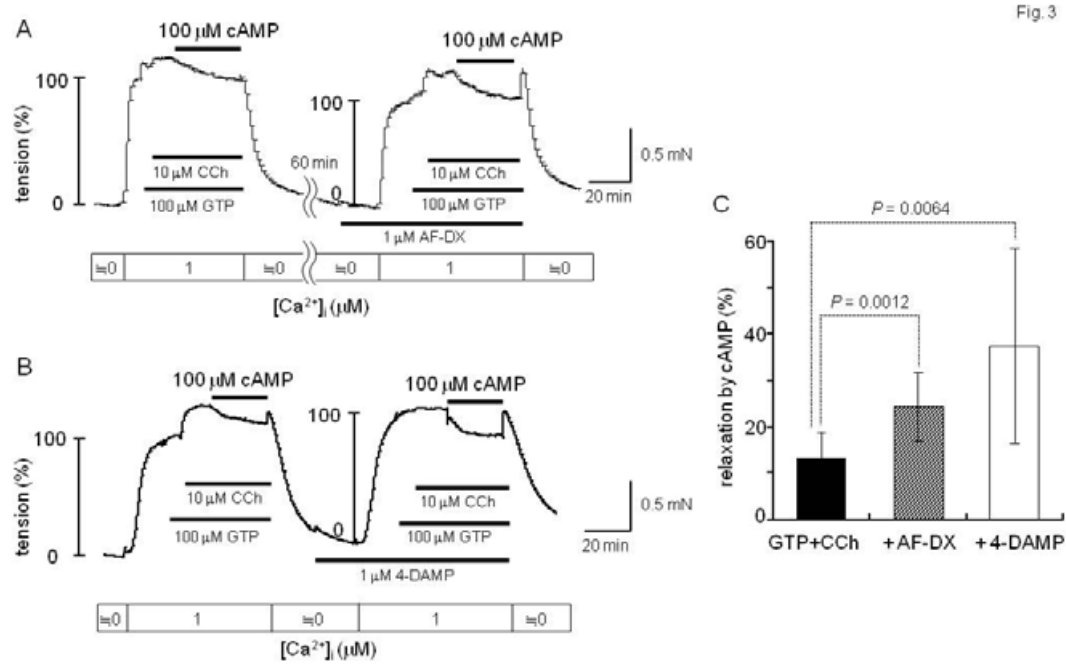 Fig. 3
A
100 μM cAMP
100 μM cAMP
100
100
tension (%)
60 min
10 μM CCh
10 μM CCh
0.5 mN
20 min
0
0
100 μM GTP
100 μM GTP
1 μM AF-DX
≒0
1
≒0
≒0
1
≒0
[Ca²⁺]i (μM)
B
100 μM cAMP
100 μM cAMP
100
100
tension (%)
10 μM CCh
10 μM CCh
0.5 mN
20 min
100 μM GTP
100 μM GTP
0
0
1 μM 4-DAMP
≒0
1
≒0
1
≒0
[Ca²⁺]i (μM)
C
P = 0.0064
P = 0.0012
relaxation by cAMP (%)
60
40
20
0
GTP+CCh
+AF-DX
+4-DAMP